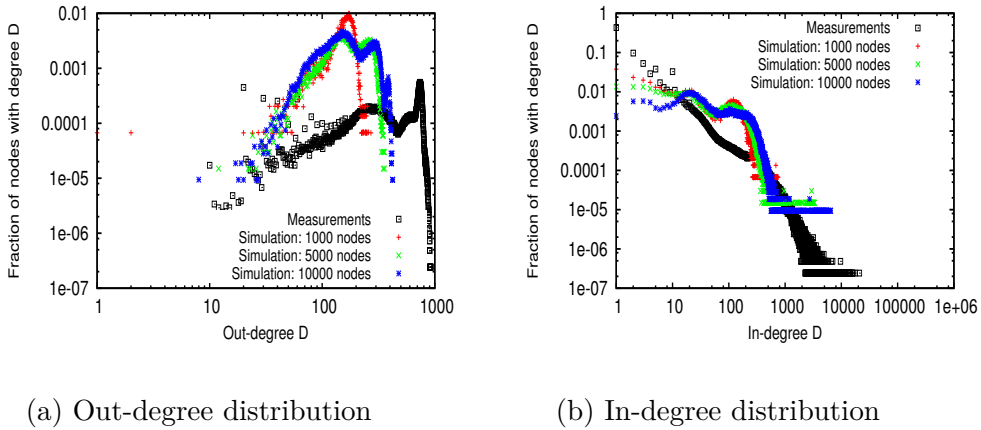 0.01
0.001
0.0001
1e-05
1e-06
1e-07
Fraction of nodes with degree D
Measurements
Simulation: 1000 nodes
Simulation: 5000 nodes
Simulation: 10000 nodes
1 10 100 1000
Out-degree D
1
0.1
0.01
0.001
0.0001
1e-05
1e-06
1e-07
Fraction of nodes with degree D
Measurements
Simulation: 1000 nodes
Simulation: 5000 nodes
Simulation: 10000 nodes
1 10 100 1000 10000 100000 1e+06
In-degree D
(a) Out-degree distribution
(b) In-degree distribution